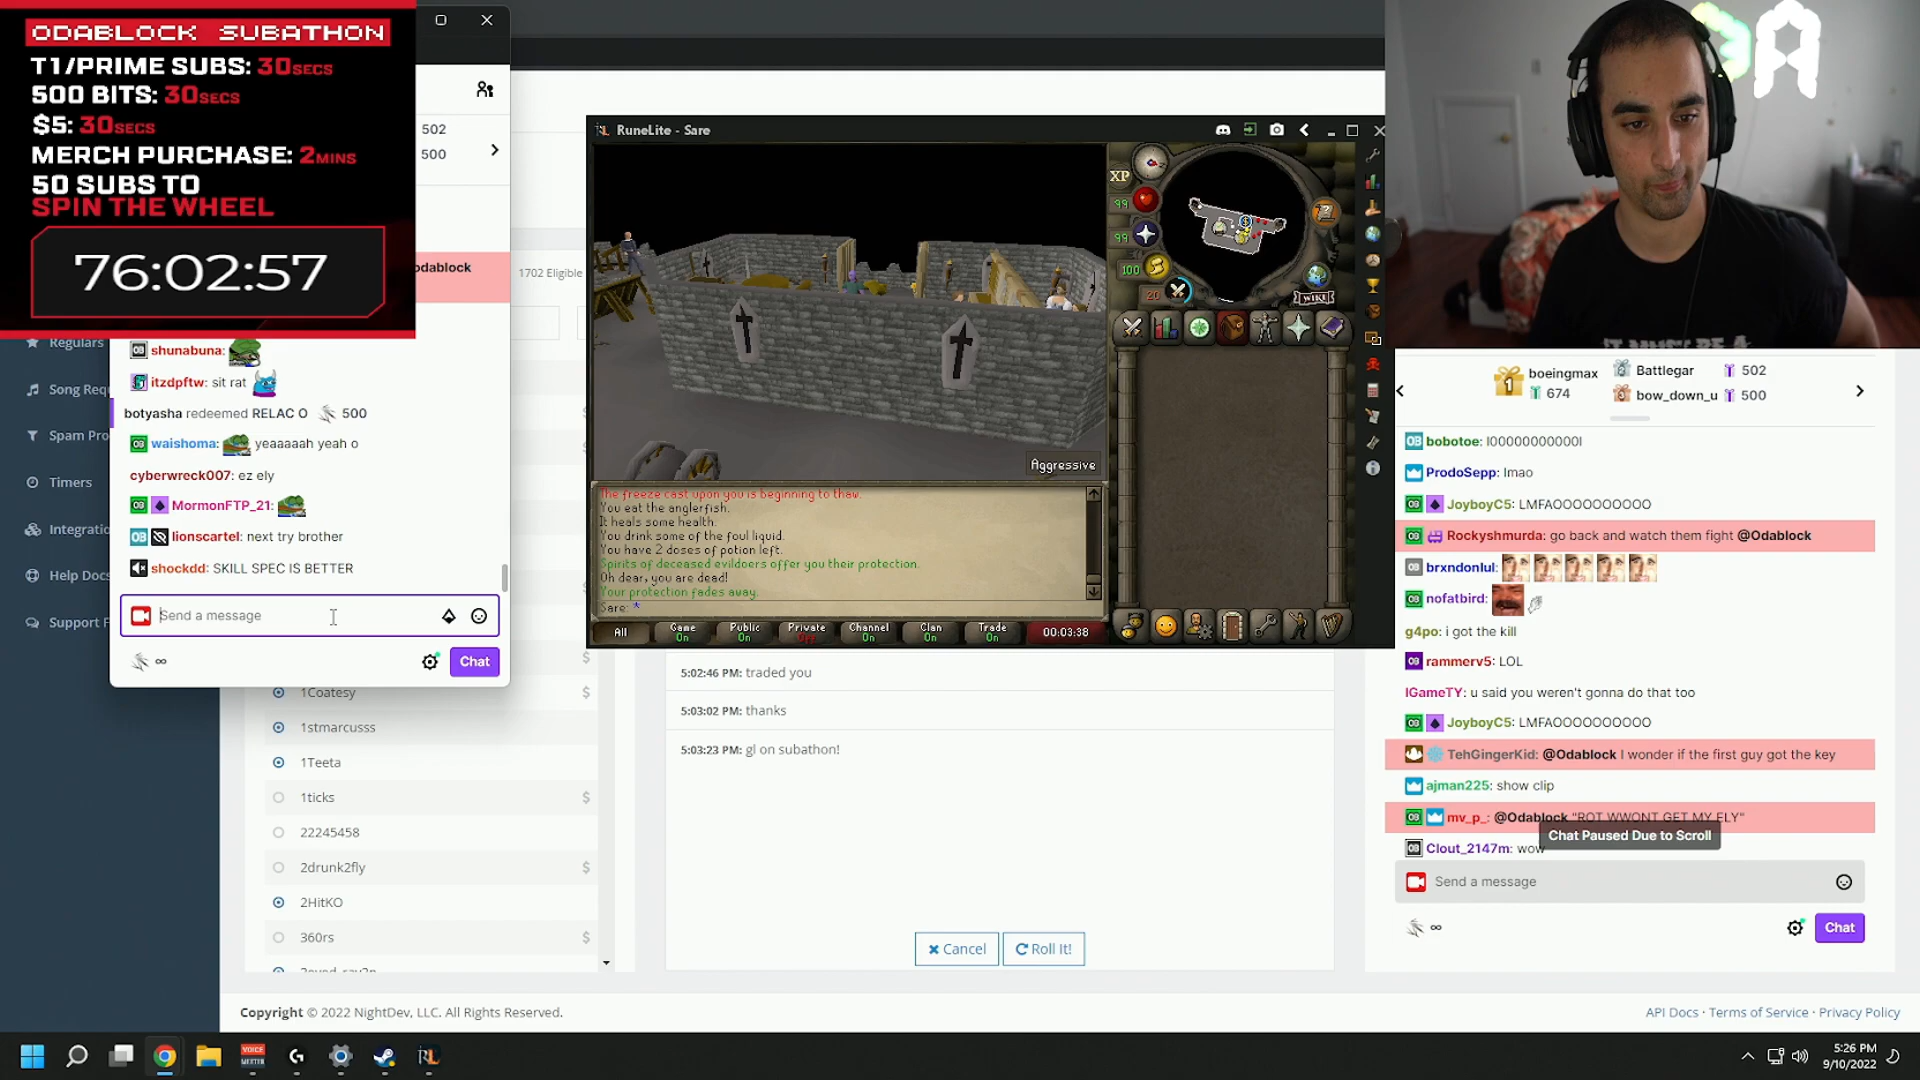 ODABLOCK SUBATHON
T1/PRIME SUBS: 30SECS
500 BITS: 30SECS
$5: 30SECS
MERCH PURCHASE: 2MINS
50 SUBS TO
SPIN THE WHEEL
76:02:57
502
500
odablock
1702 Eligible
Regulars
Song Req
Spam Pro
Timers
Integratio
Help Docs
Support F
shunabuna:
itzdpftw: sit rat
botyasha redeemed RELAC O 500
waishoma: yeaaaaah yeah o
cyberwreck007: ez ely
MormonFTP_21:
lionscartel: next try brother
shockdd: SKILL SPEC IS BETTER
Send a message
∞
Chat
1Coatesy $
1stmarcusss
1Teeta
1ticks $
22245458
2drunk2fly $
2HitKO
360rs $
RuneLite - Sare
XP
99
99
100
20
WIKI
Aggressive
The freeze cast upon you is beginning to thaw.
You eat the anglerfish.
It heals some health.
You drink some of the foul liquid.
You have 2 doses of potion left.
Spirits of deceased evildoers offer you their protection.
Oh dear, you are dead!
Your protection fades away.
Sare: *
All
Game On
Public On
Private Off
Channel On
Clan On
Trade On
00:03:38
5:02:46 PM: traded you
5:03:02 PM: thanks
5:03:23 PM: gl on subathon!
Cancel
Roll It!
1 boeingmax 674
2 Battlegar 502
3 bow_down_u 500
bobotoe: l00000000000l
ProdoSepp: lmao
JoyboyC5: LMFAOOOOOOOOOO
Rockyshmurda: go back and watch them fight @Odablock
brxndonlul:
nofatbird:
g4po: i got the kill
rammerv5: LOL
IGameTY: u said you weren't gonna do that too
JoyboyC5: LMFAOOOOOOOOOO
TehGingerKid: @Odablock I wonder if the first guy got the key
ajman225: show clip
mv_p_: @Odablock "ROT WWONT GET MY ELY"
Chat Paused Due to Scroll
Clout_2147m: wow
Send a message
∞
Chat
Copyright © 2022 NightDev, LLC. All Rights Reserved.
API Docs · Terms of Service · Privacy Policy
VOICE MEETER
5:26 PM
9/10/2022